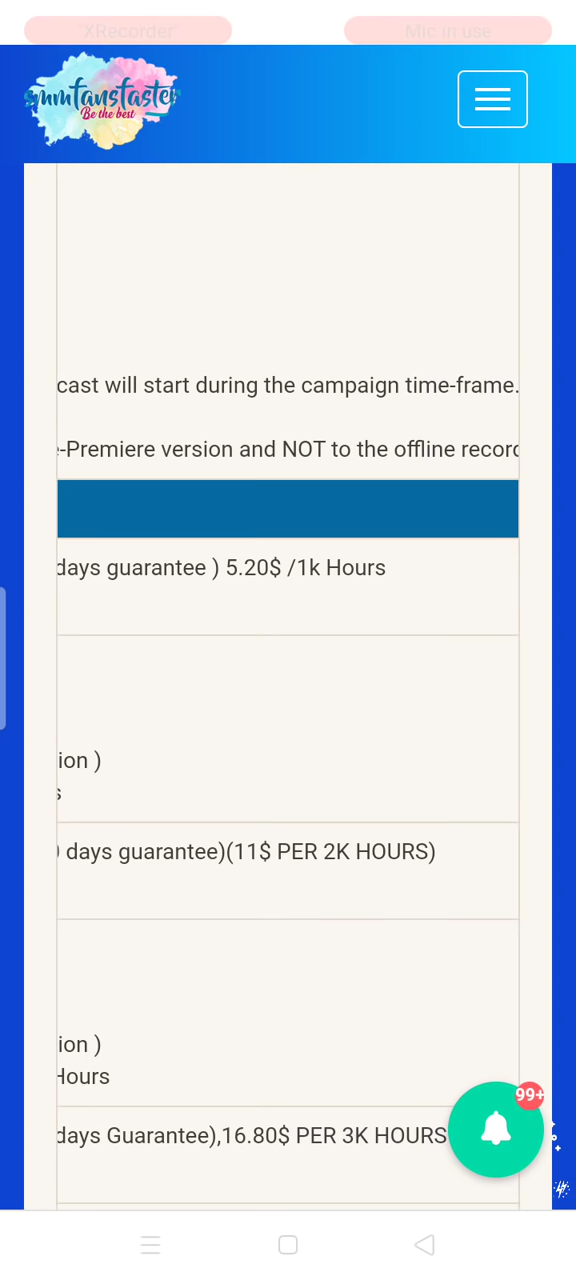 "XRecorder"
Mic in use
smmfansfaster
Be the best
cast will start during the campaign time-frame.
-Premiere version and NOT to the offline record
days guarantee ) 5.20$ /1k Hours
ion )
s
) days guarantee)(11$ PER 2K HOURS)
ion )
Hours
99+
days Guarantee),16.80$ PER 3K HOURS